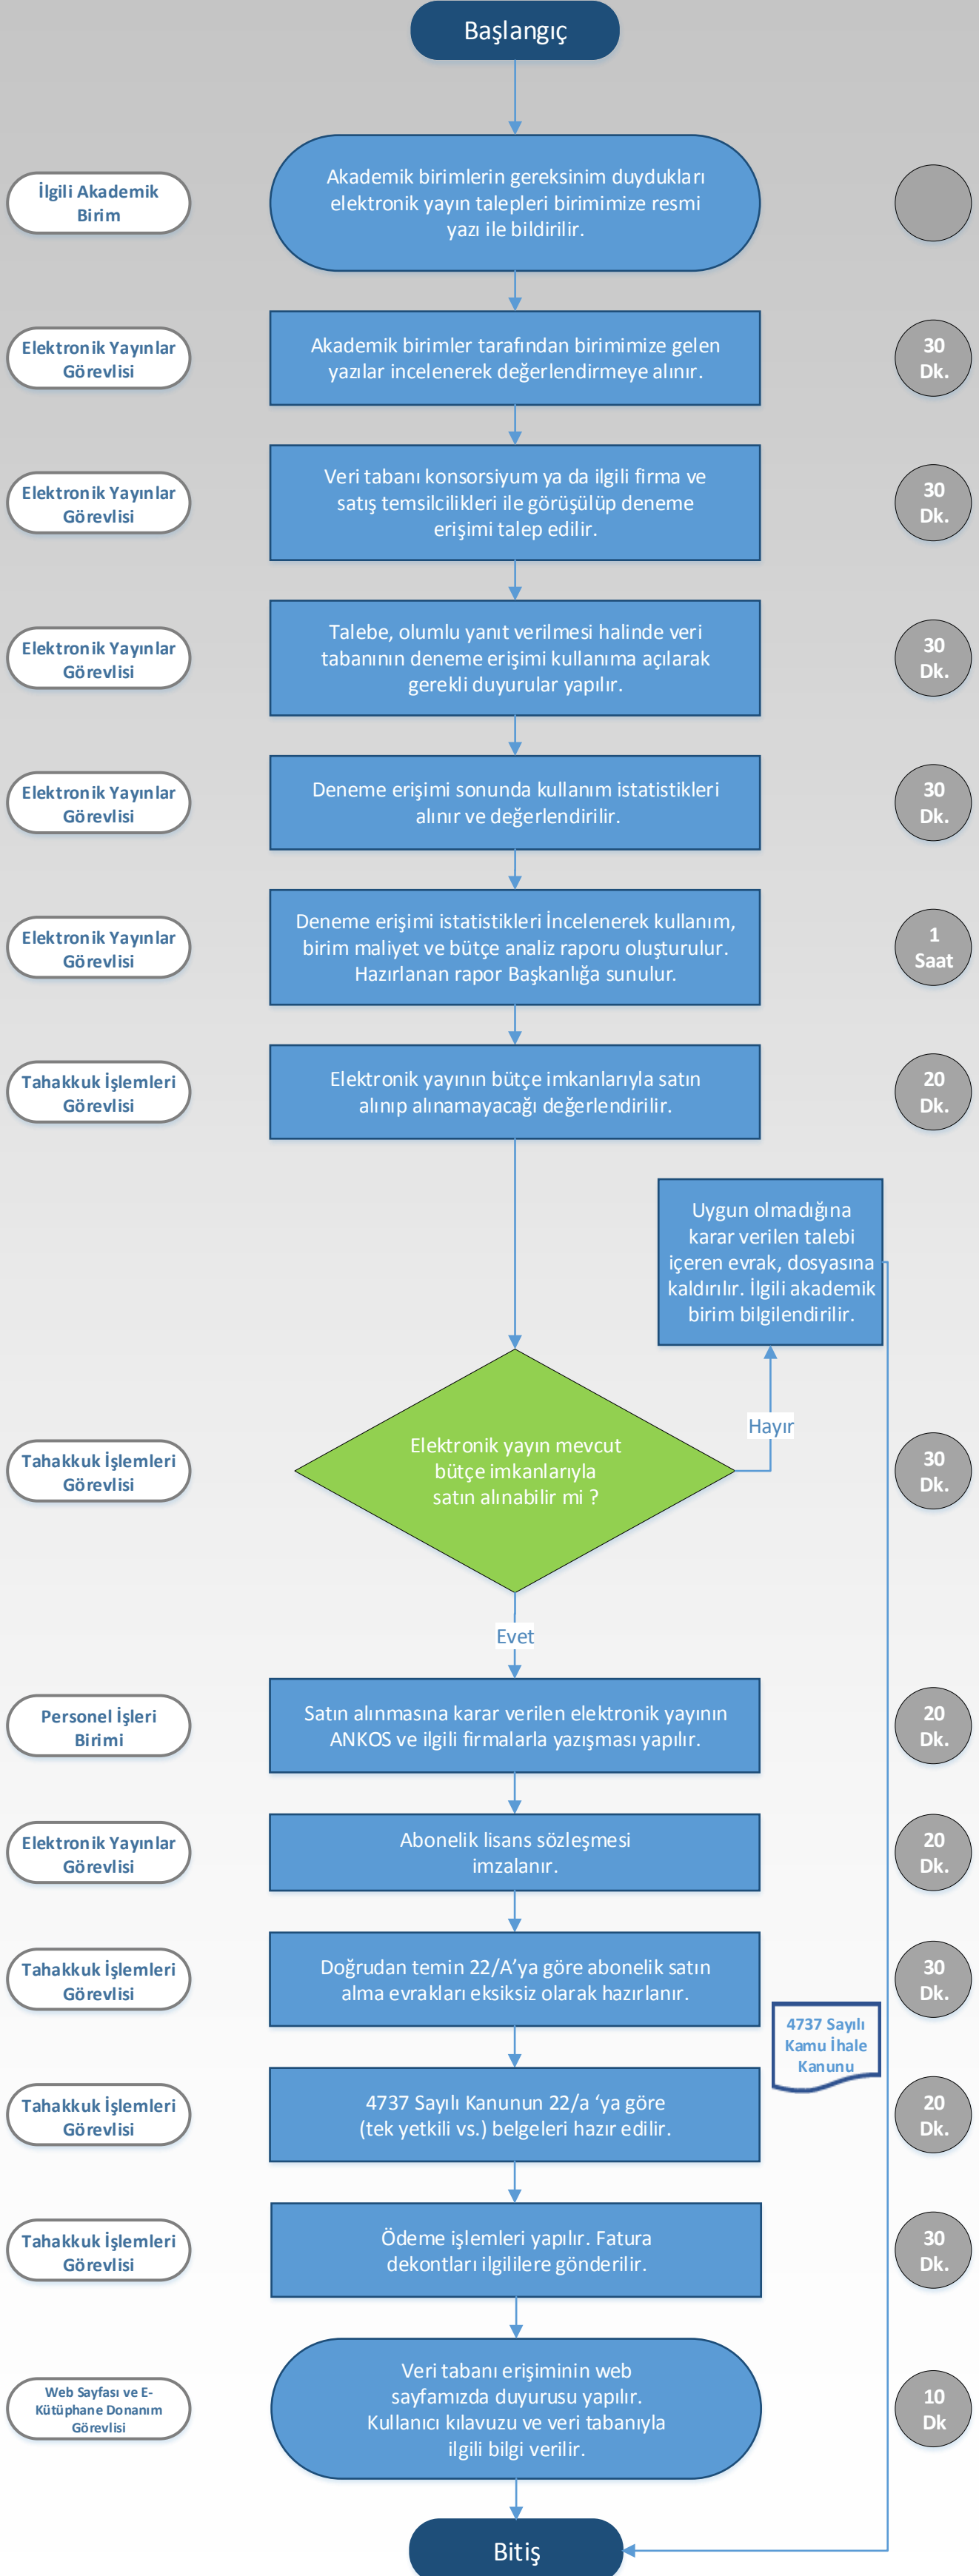 Başlangıç
İlgili Akademik
Birim
Akademik birimlerin gereksinim duydukları
elektronik yayın talepleri birimimize resmi
yazı ile bildirilir.
Elektronik Yayınlar
Görevlisi
Akademik birimler tarafından birimimize gelen
yazılar incelenerek değerlendirmeye alınır.
30
Dk.
Elektronik Yayınlar
Görevlisi
Veri tabanı konsorsiyum ya da ilgili firma ve
satış temsilcilikleri ile görüşülüp deneme
erişimi talep edilir.
30
Dk.
Elektronik Yayınlar
Görevlisi
Talebe, olumlu yanıt verilmesi halinde veri
tabanının deneme erişimi kullanıma açılarak
gerekli duyurular yapılır.
30
Dk.
Elektronik Yayınlar
Görevlisi
Deneme erişimi sonunda kullanım istatistikleri
alınır ve değerlendirilir.
30
Dk.
Elektronik Yayınlar
Görevlisi
Deneme erişimi istatistikleri İncelenerek kullanım,
birim maliyet ve bütçe analiz raporu oluşturulur.
Hazırlanan rapor Başkanlığa sunulur.
1
Saat
Tahakkuk İşlemleri
Görevlisi
Elektronik yayının bütçe imkanlarıyla satın
alınıp alınamayacağı değerlendirilir.
20
Dk.
Uygun olmadığına
karar verilen talebi
içeren evrak, dosyasına
kaldırılır. İlgili akademik
birim bilgilendirilir.
Hayır
Tahakkuk İşlemleri
Görevlisi
Elektronik yayın mevcut
bütçe imkanlarıyla
satın alınabilir mi ?
30
Dk.
Evet
Personel İşleri
Birimi
Satın alınmasına karar verilen elektronik yayının
ANKOS ve ilgili firmalarla yazışması yapılır.
20
Dk.
Elektronik Yayınlar
Görevlisi
Abonelik lisans sözleşmesi
imzalanır.
20
Dk.
Tahakkuk İşlemleri
Görevlisi
Doğrudan temin 22/A’ya göre abonelik satın
alma evrakları eksiksiz olarak hazırlanır.
30
Dk.
4737 Sayılı
Kamu İhale
Kanunu
Tahakkuk İşlemleri
Görevlisi
4737 Sayılı Kanunun 22/a ‘ya göre
(tek yetkili vs.) belgeleri hazır edilir.
20
Dk.
Tahakkuk İşlemleri
Görevlisi
Ödeme işlemleri yapılır. Fatura
dekontları ilgililere gönderilir.
30
Dk.
Web Sayfası ve E-
Kütüphane Donanım
Görevlisi
Veri tabanı erişiminin web
sayfamızda duyurusu yapılır.
Kullanıcı kılavuzu ve veri tabanıyla
ilgili bilgi verilir.
10
Dk
Bitiş